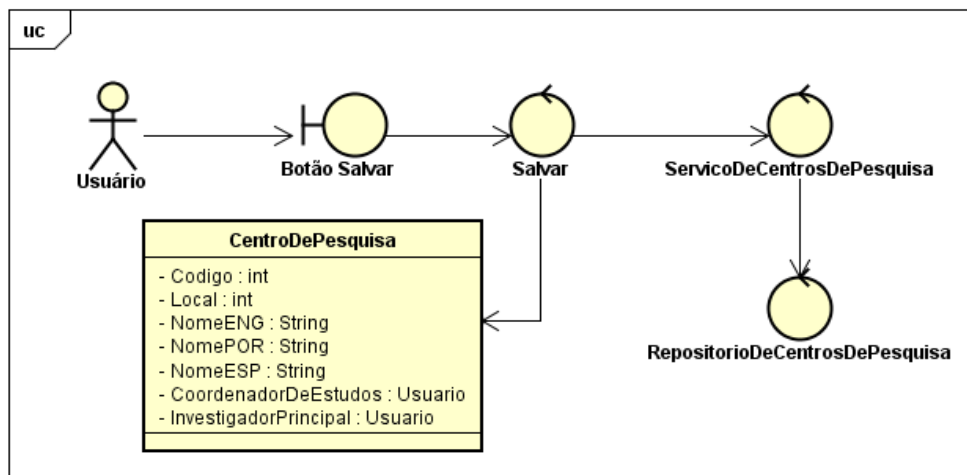 uc
Usuário
Botão Salvar
Salvar
ServicoDeCentrosDePesquisa
CentroDePesquisa
- Codigo : int
- Local : int
- NomeENG : String
- NomePOR : String
- NomeESP : String
- CoordenadorDeEstudos : Usuario
- InvestigadorPrincipal : Usuario
RepositorioDeCentrosDePesquisa